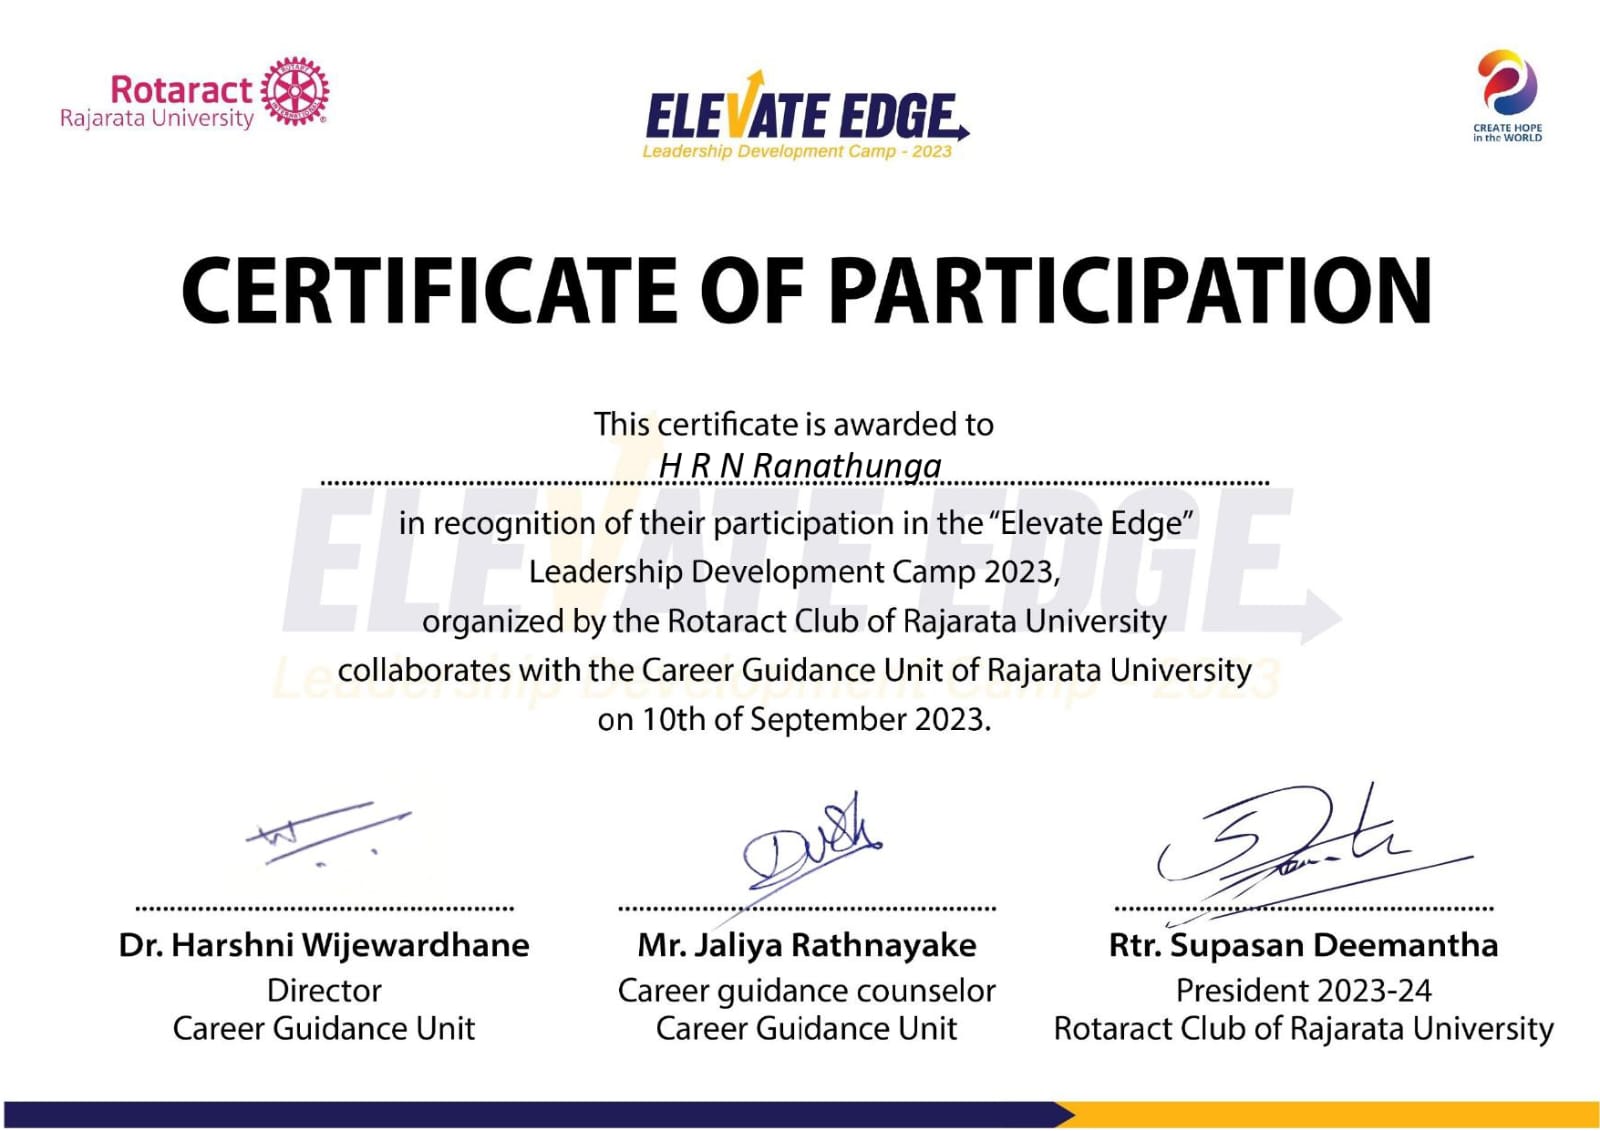 Rotaract
Rajarata University
ELEVATE EDGE
Leadership Development Camp - 2023
CREATE HOPE
in the WORLD
CERTIFICATE OF PARTICIPATION
This certificate is awarded to
H R N Ranathunga
in recognition of their participation in the “Elevate Edge”
Leadership Development Camp 2023,
organized by the Rotaract Club of Rajarata University
collaborates with the Career Guidance Unit of Rajarata University
on 10th of September 2023.
Dr. Harshni Wijewardhane
Director
Career Guidance Unit
Mr. Jaliya Rathnayake
Career guidance counselor
Career Guidance Unit
Rtr. Supasan Deemantha
President 2023-24
Rotaract Club of Rajarata University